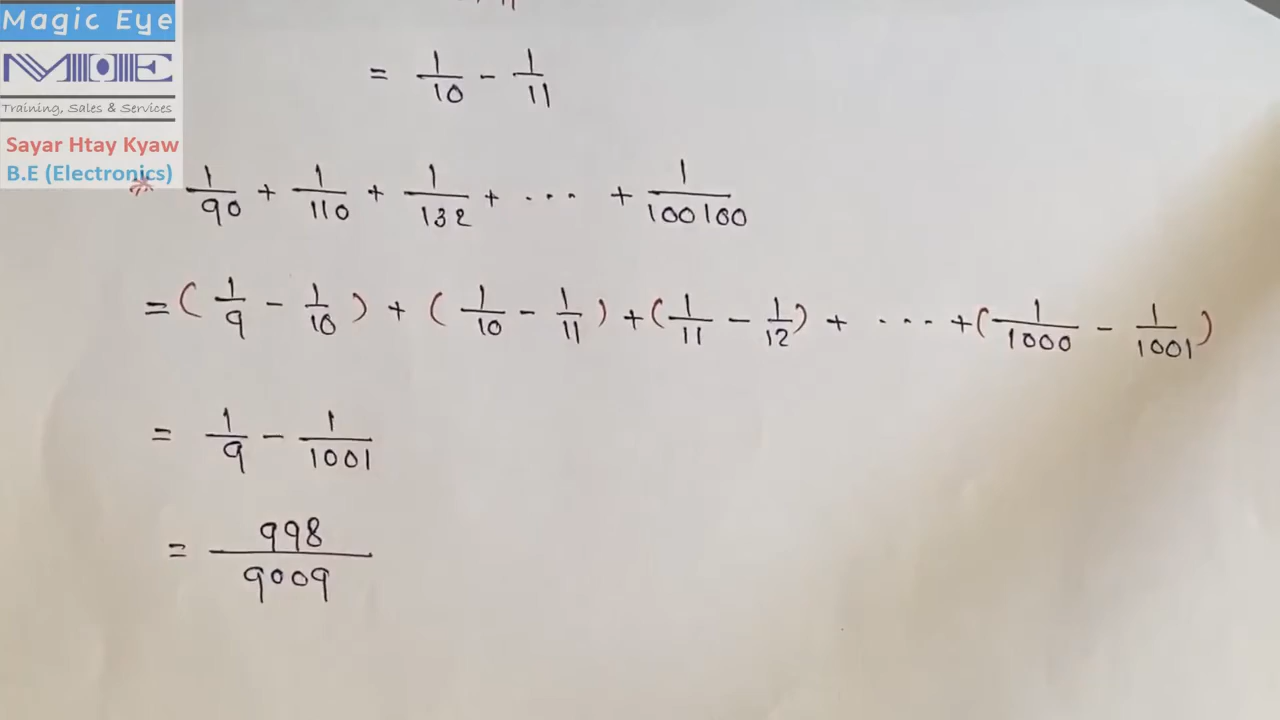 Magic Eye
MOE
Training, Sales & Services
Sayar Htay Kyaw
B.E (Electronics)
= 1/10 - 1/11
* 1/90 + 1/110 + 1/132 + ... + 1/100100
= (1/9 - 1/10) + (1/10 - 1/11) + (1/11 - 1/12) + ... + (1/1000 - 1/1001)
= 1/9 - 1/1001
= 998/9009